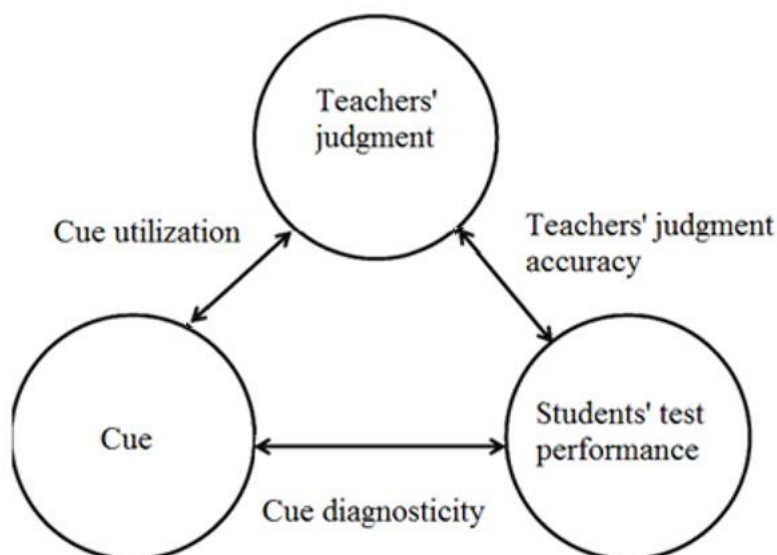 Teachers'
judgment
Cue utilization
Teachers' judgment
accuracy
Cue
Students' test
performance
Cue diagnosticity